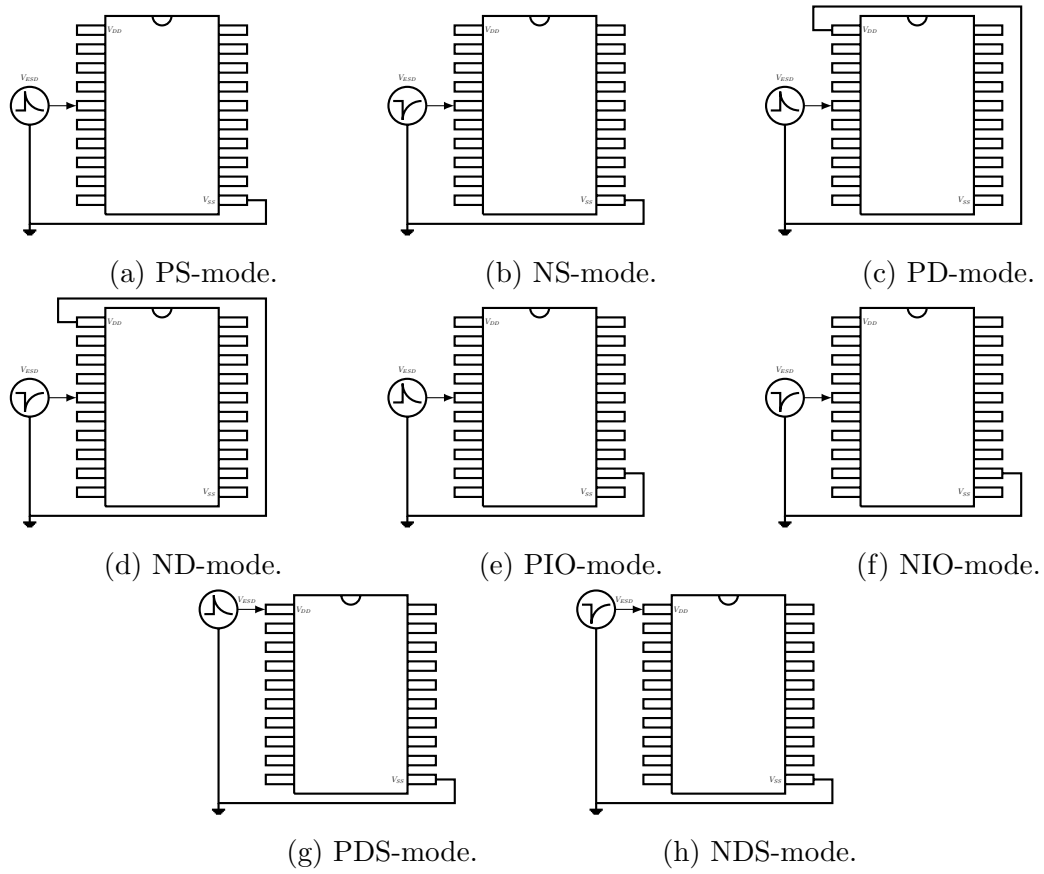 V_DD
V_ESD
V_SS
(a) PS-mode.
V_DD
V_ESD
V_SS
(b) NS-mode.
V_DD
V_ESD
V_SS
(c) PD-mode.
V_DD
V_ESD
V_SS
(d) ND-mode.
V_DD
V_ESD
V_SS
(e) PIO-mode.
V_DD
V_ESD
V_SS
(f) NIO-mode.
V_ESD V_DD
V_SS
(g) PDS-mode.
V_ESD V_DD
V_SS
(h) NDS-mode.